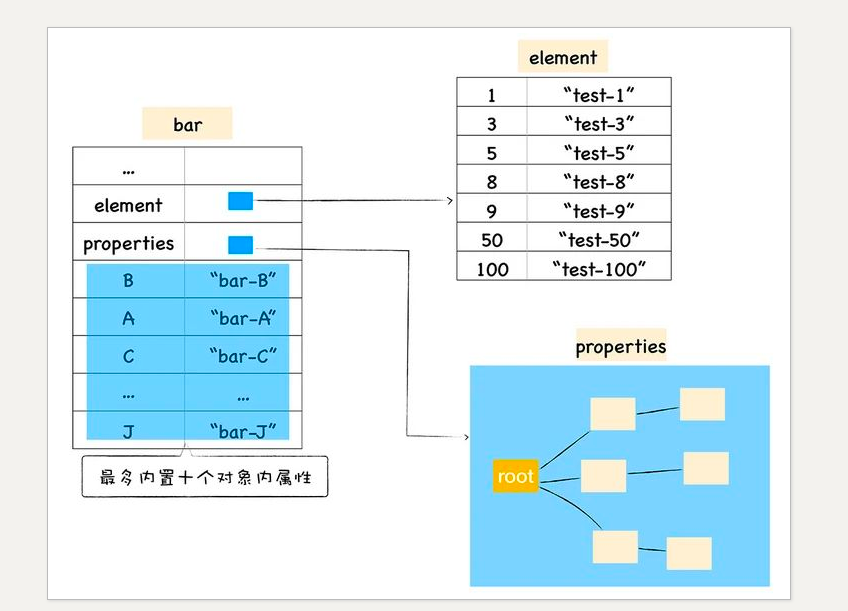 bar
...
element
properties
B "bar-B"
A "bar-A"
C "bar-C"
... ...
J "bar-J"
最多内置十个对象内属性
element
1 "test-1"
3 "test-3"
5 "test-5"
8 "test-8"
9 "test-9"
50 "test-50"
100 "test-100"
properties
root